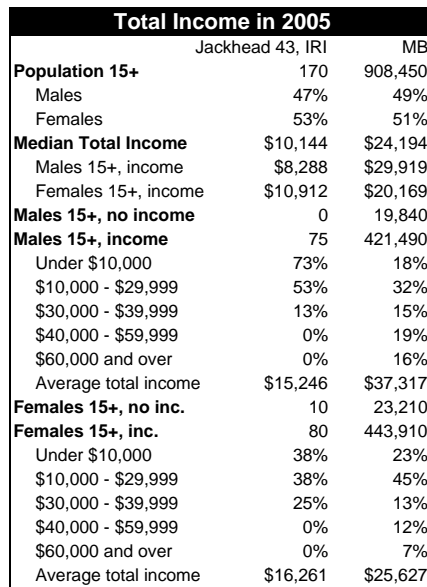 Total Income in 2005
Jackhead 43, IRI MB
Population 15+ 170 908,450
Males 47% 49%
Females 53% 51%
Median Total Income $10,144 $24,194
Males 15+, income $8,288 $29,919
Females 15+, income $10,912 $20,169
Males 15+, no income 0 19,840
Males 15+, income 75 421,490
Under $10,000 73% 18%
$10,000 - $29,999 53% 32%
$30,000 - $39,999 13% 15%
$40,000 - $59,999 0% 19%
$60,000 and over 0% 16%
Average total income $15,246 $37,317
Females 15+, no inc. 10 23,210
Females 15+, inc. 80 443,910
Under $10,000 38% 23%
$10,000 - $29,999 38% 45%
$30,000 - $39,999 25% 13%
$40,000 - $59,999 0% 12%
$60,000 and over 0% 7%
Average total income $16,261 $25,627